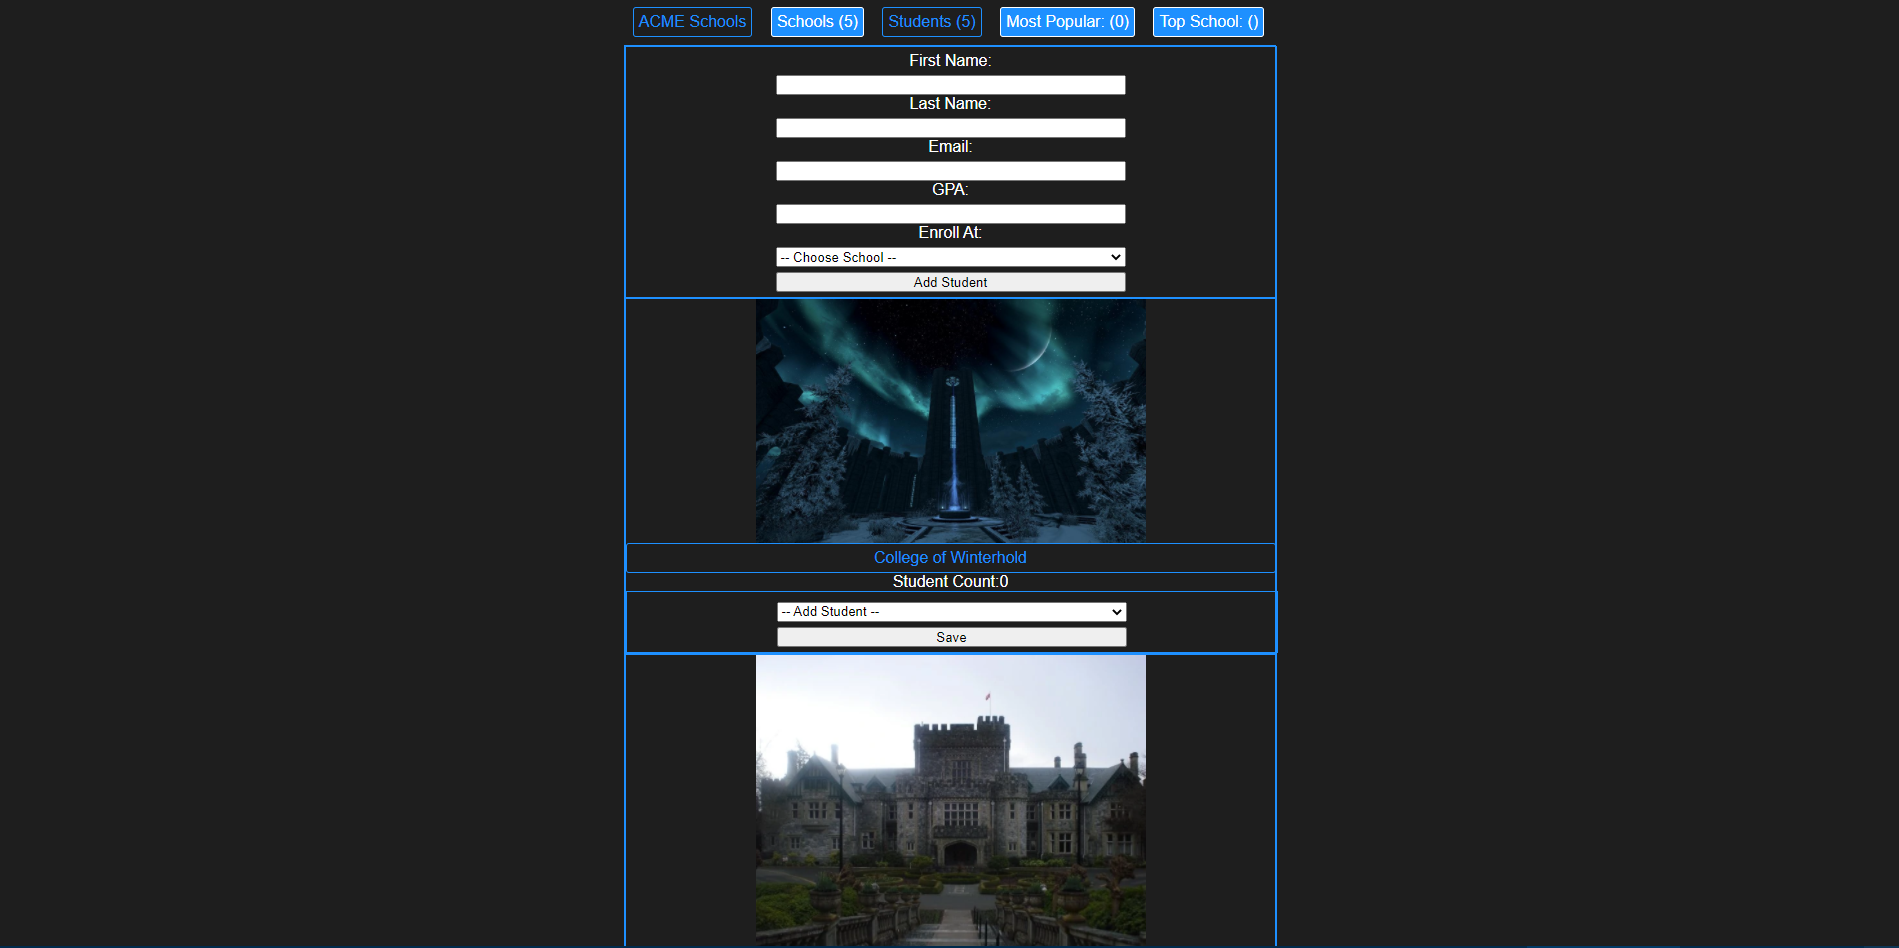 ACME Schools Schools (5) Students (5) Most Popular: (0) Top School: ()
First Name:
Last Name:
Email:
GPA:
Enroll At:
-- Choose School --
Add Student
College of Winterhold
Student Count:0
-- Add Student --
Save